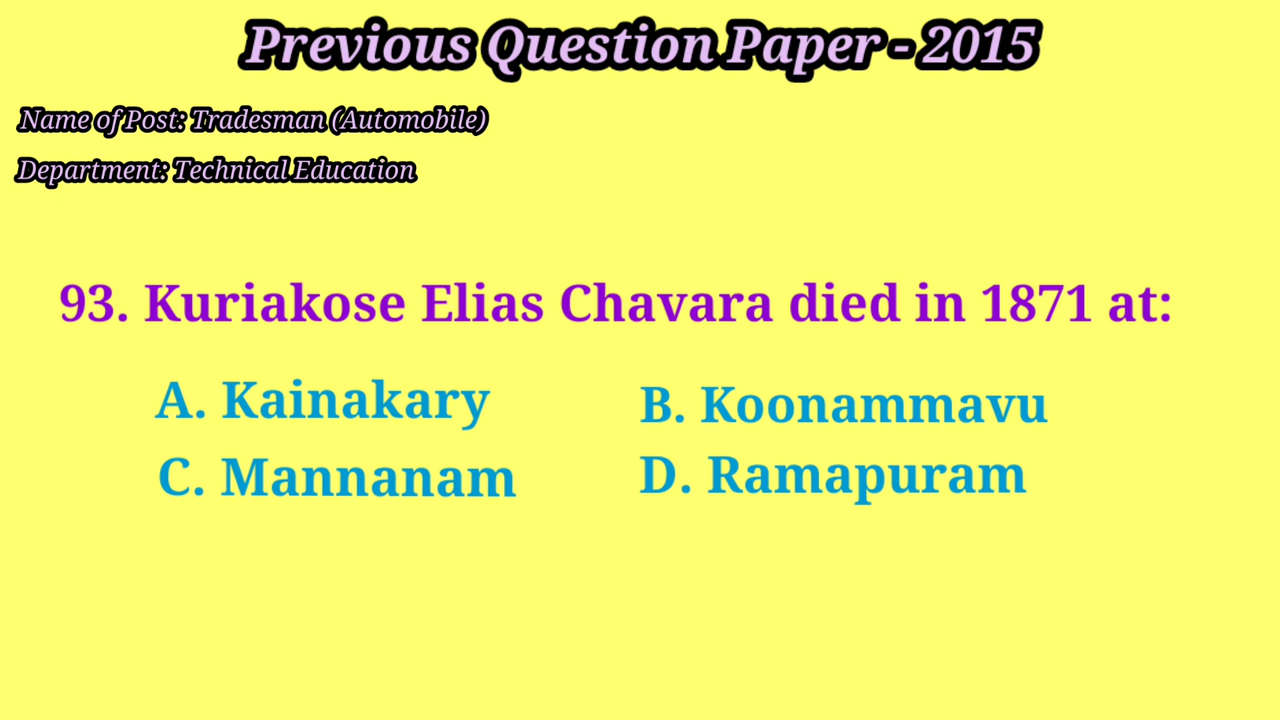 Previous Question Paper - 2015
Name of Post: Tradesman (Automobile)
Department: Technical Education
93. Kuriakose Elias Chavara died in 1871 at:
A. Kainakary B. Koonammavu
C. Mannanam D. Ramapuram